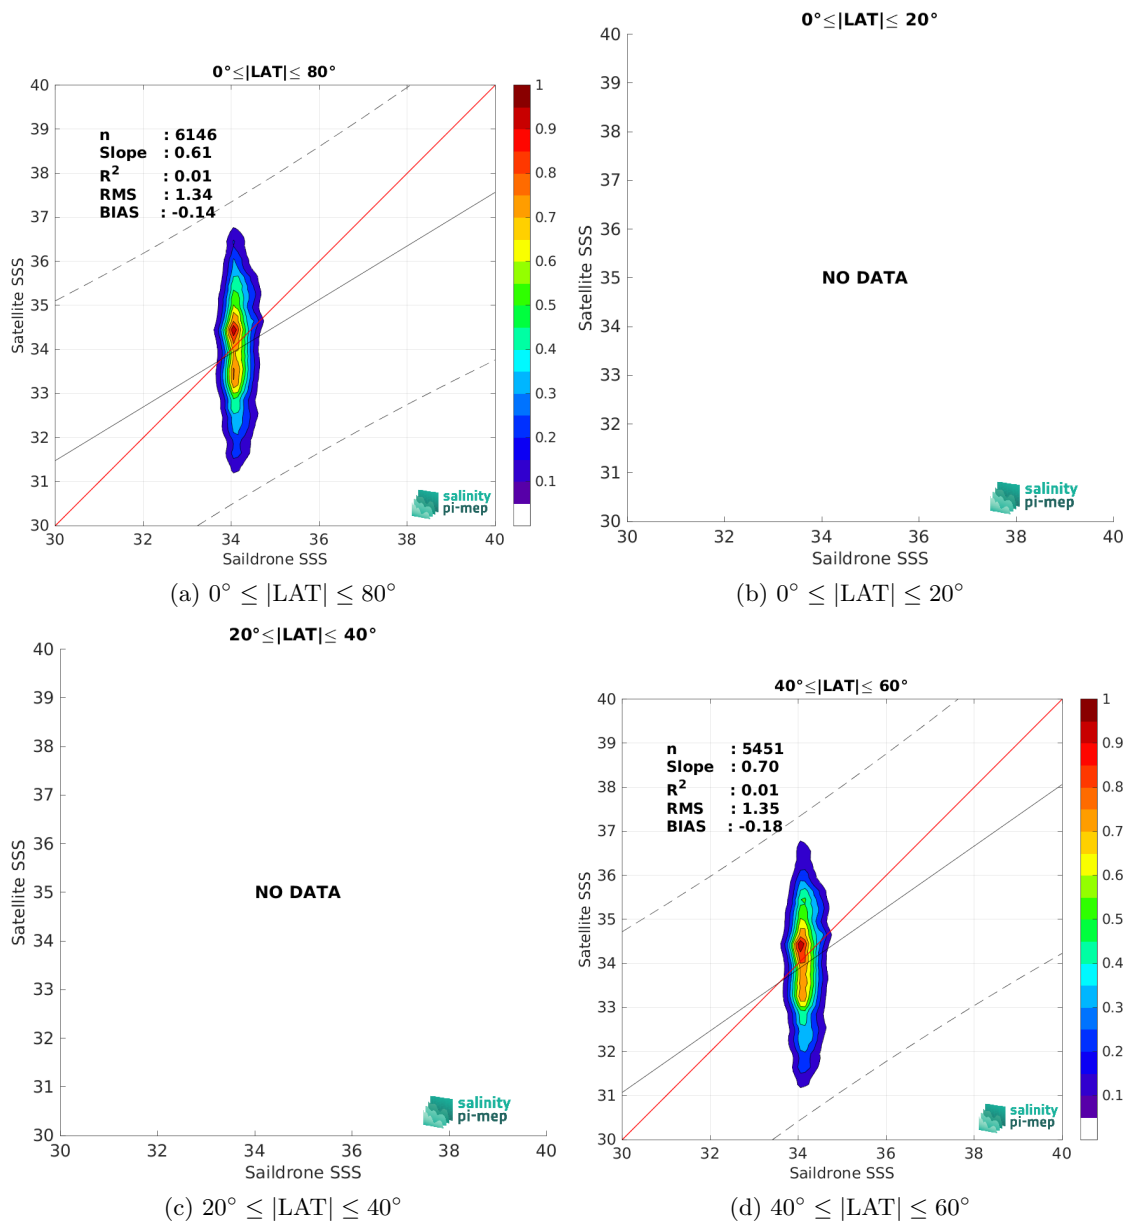 0°≤|LAT|≤ 80°
40
39
38
37
36
35
34
33
32
31
30
n : 6146
Slope : 0.61
R2 : 0.01
RMS : 1.34
BIAS : -0.14
Satellite SSS
30 32 34 36 38 40
Saildrone SSS
salinity
pi-mep
1
0.9
0.8
0.7
0.6
0.5
0.4
0.3
0.2
0.1
(a) 0° ≤ |LAT| ≤ 80°
0°≤|LAT|≤ 20°
40
39
38
37
36
35
34
33
32
31
30
Satellite SSS
NO DATA
salinity
pi-mep
30 32 34 36 38 40
Saildrone SSS
(b) 0° ≤ |LAT| ≤ 20°
20°≤|LAT|≤ 40°
40
39
38
37
36
35
34
33
32
31
30
Satellite SSS
NO DATA
salinity
pi-mep
30 32 34 36 38 40
Saildrone SSS
(c) 20° ≤ |LAT| ≤ 40°
40°≤|LAT|≤ 60°
40
39
38
37
36
35
34
33
32
31
30
n : 5451
Slope : 0.70
R2 : 0.01
RMS : 1.35
BIAS : -0.18
Satellite SSS
30 32 34 36 38 40
Saildrone SSS
salinity
pi-mep
1
0.9
0.8
0.7
0.6
0.5
0.4
0.3
0.2
0.1
(d) 40° ≤ |LAT| ≤ 60°